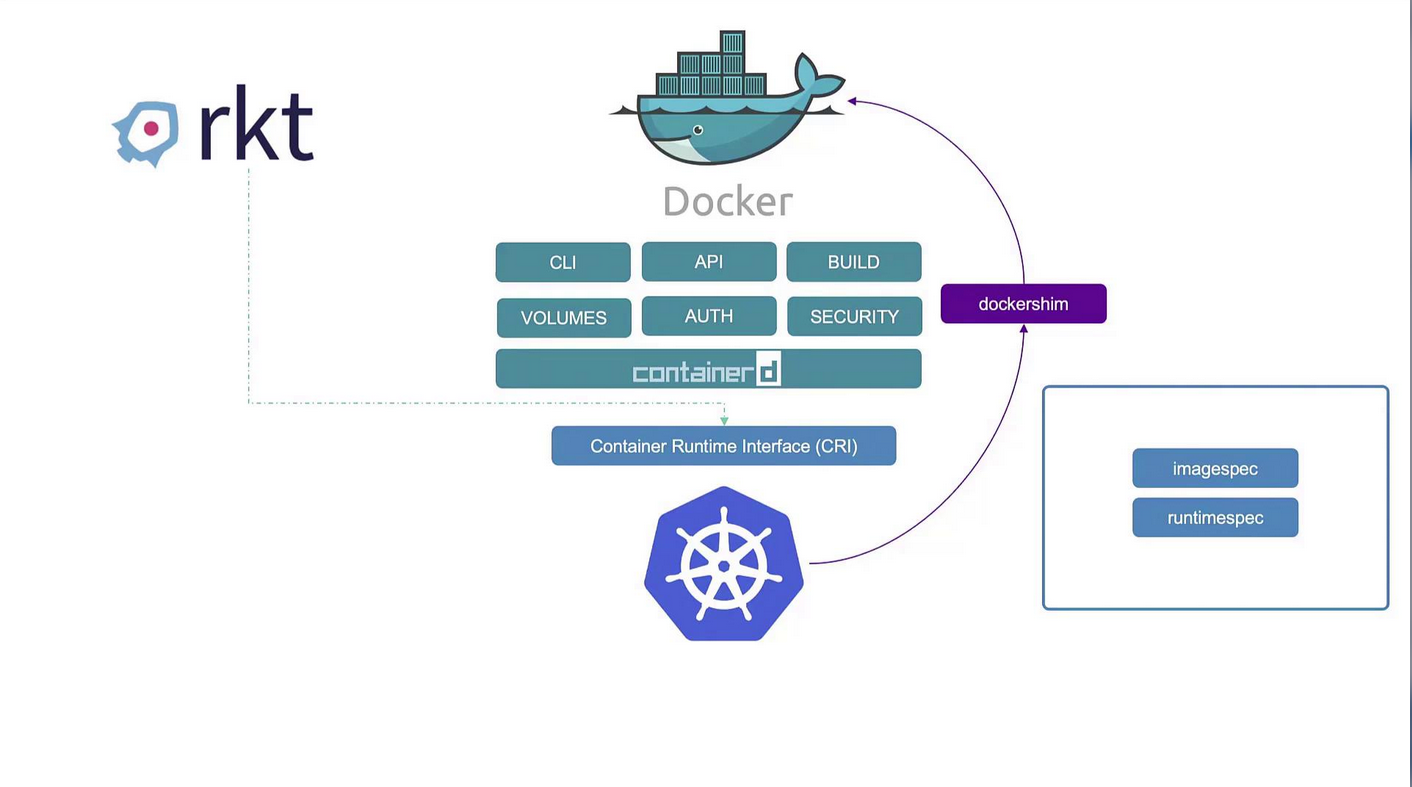 rkt
Docker
CLI
API
BUILD
VOLUMES
AUTH
SECURITY
containerd
dockershim
Container Runtime Interface (CRI)
imagespec
runtimespec